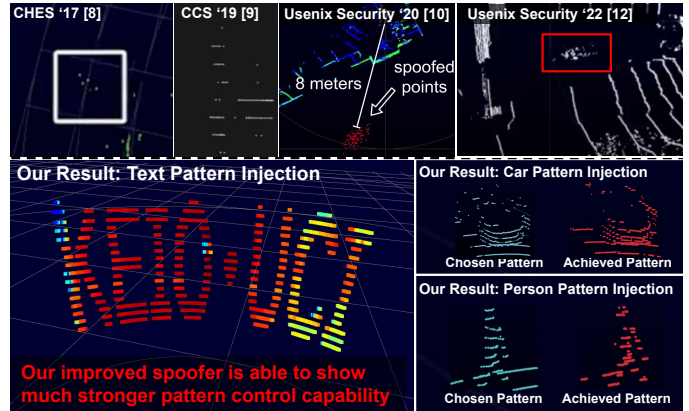 CHES ‘17 [8]
CCS ‘19 [9]
Usenix Security ‘20 [10]
Usenix Security ‘22 [12]
8 meters
spoofed
points
Our Result: Text Pattern Injection
Our improved spoofer is able to show
much stronger pattern control capability
Our Result: Car Pattern Injection
Chosen Pattern
Achieved Pattern
Our Result: Person Pattern Injection
Chosen Pattern
Achieved Pattern